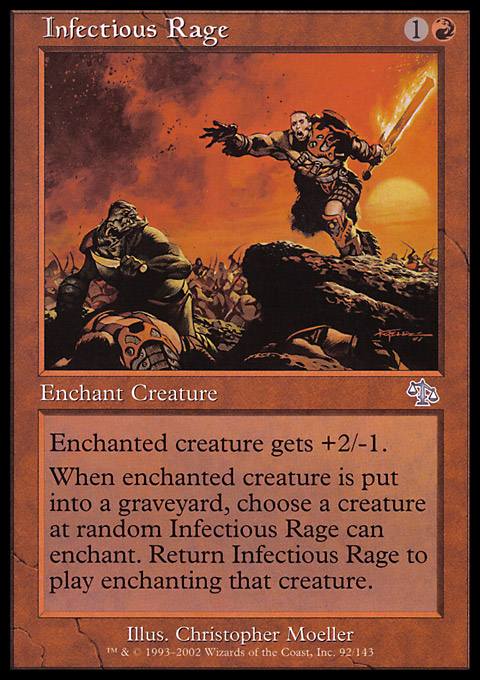 Infectious Rage 1
Enchant Creature
Enchanted creature gets +2/-1.
When enchanted creature is put
into a graveyard, choose a creature
at random Infectious Rage can
enchant. Return Infectious Rage to
play enchanting that creature.
Illus. Christopher Moeller
™ & © 1993–2002 Wizards of the Coast, Inc. 92/143